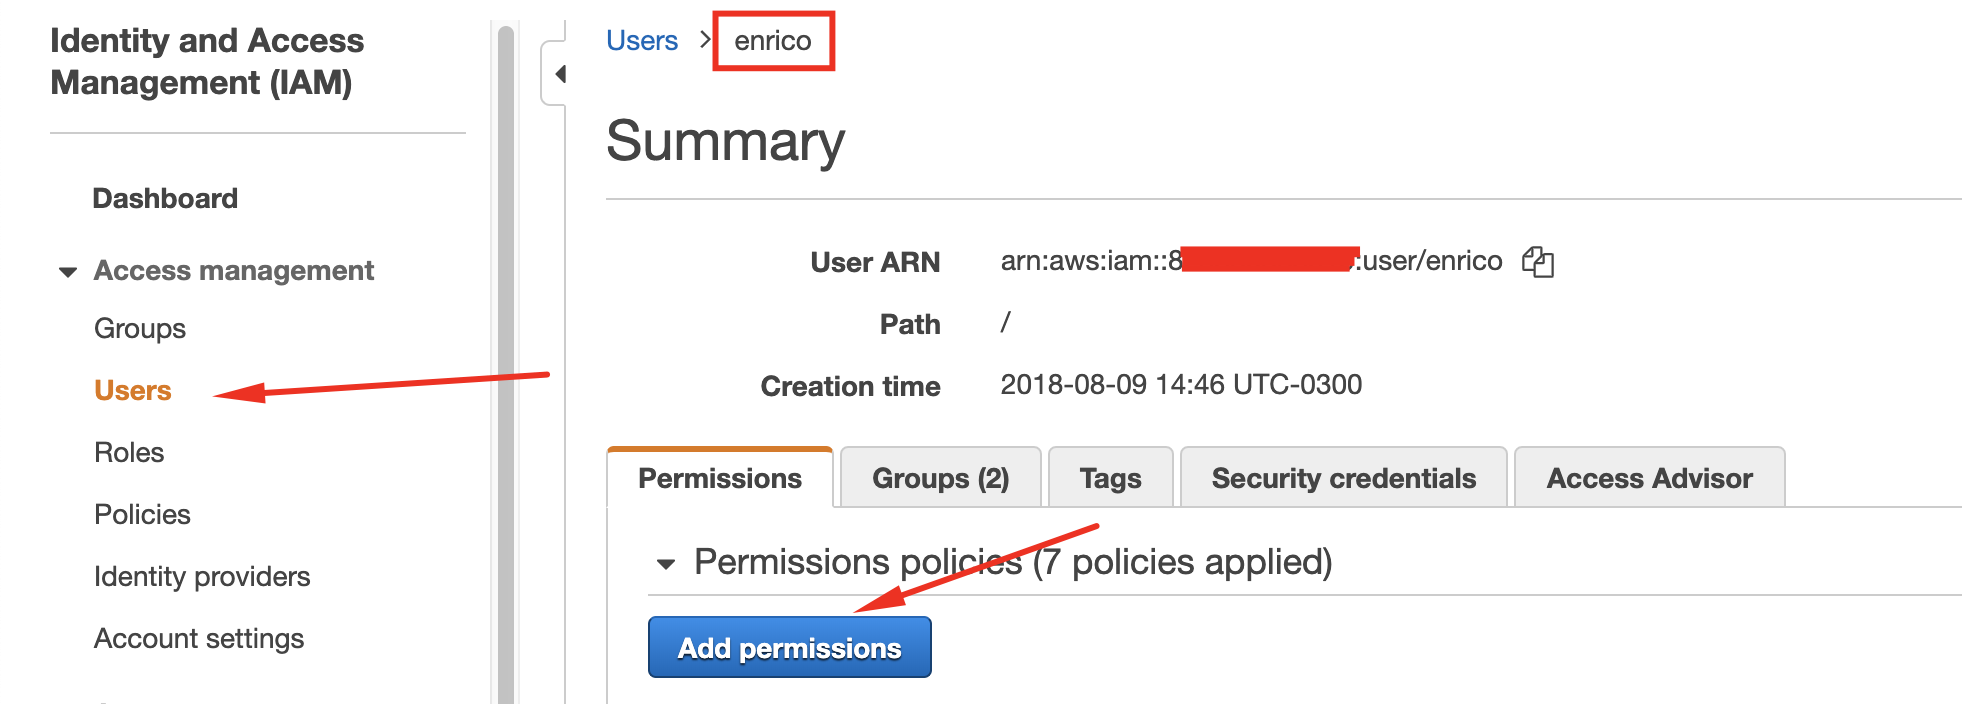 Identity and Access
Management (IAM)
Dashboard
Access management
Groups
Users
Roles
Policies
Identity providers
Account settings
Users > enrico
Summary
User ARN arn:aws:iam::8 :user/enrico
Path /
Creation time 2018-08-09 14:46 UTC-0300
Permissions Groups (2) Tags Security credentials Access Advisor
Permissions policies (7 policies applied)
Add permissions